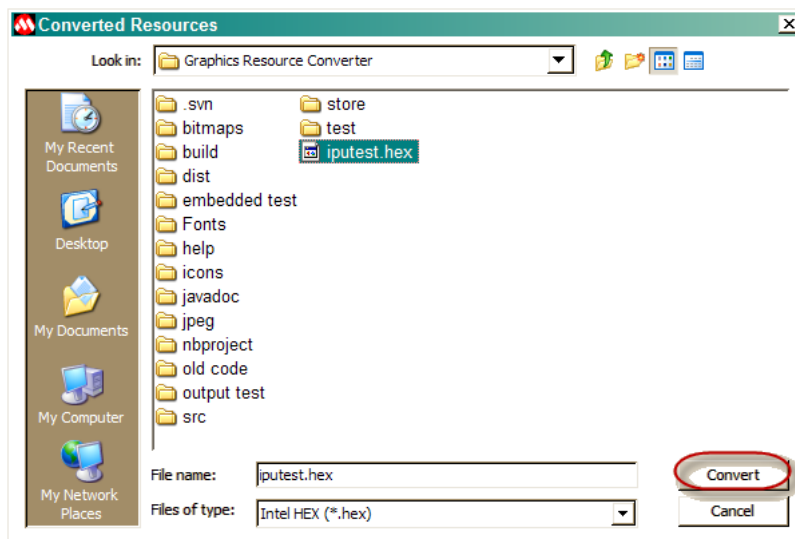 Converted Resources
Look in: Graphics Resource Converter
My Recent
Documents
Desktop
My Documents
My Computer
My Network
Places
.svn
bitmaps
build
dist
embedded test
Fonts
help
icons
javadoc
jpeg
nbproject
old code
output test
src
store
test
iputest.hex
File name: iputest.hex
Convert
Files of type: Intel HEX (*.hex)
Cancel